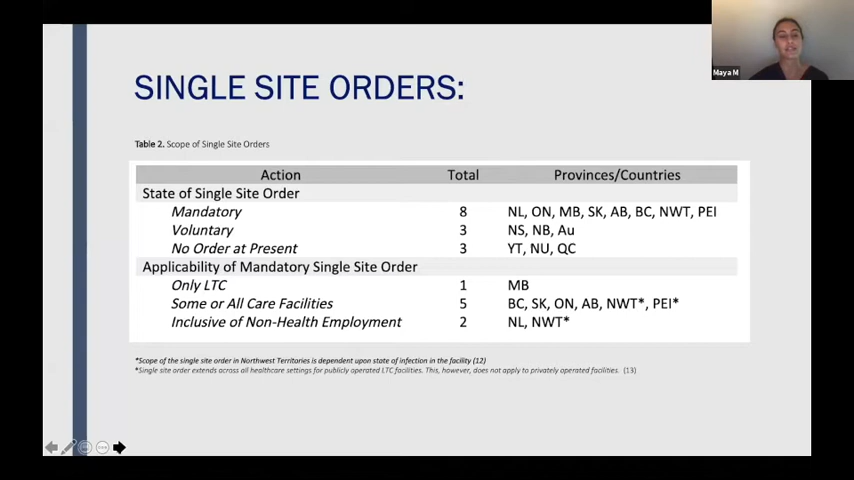 Maya M
SINGLE SITE ORDERS:
Table 2. Scope of Single Site Orders
Action Total Provinces/Countries
State of Single Site Order
Mandatory 8 NL, ON, MB, SK, AB, BC, NWT, PEI
Voluntary 3 NS, NB, Au
No Order at Present 3 YT, NU, QC
Applicability of Mandatory Single Site Order
Only LTC 1 MB
Some or All Care Facilities 5 BC, SK, ON, AB, NWT*, PEI*
Inclusive of Non-Health Employment 2 NL, NWT*
*Scope of the single site order in Northwest Territories is dependent upon state of infection in the facility (12)
*Single site order extends across all healthcare settings for publicly operated LTC facilities. This, however, does not apply to privately operated facilities. (13)